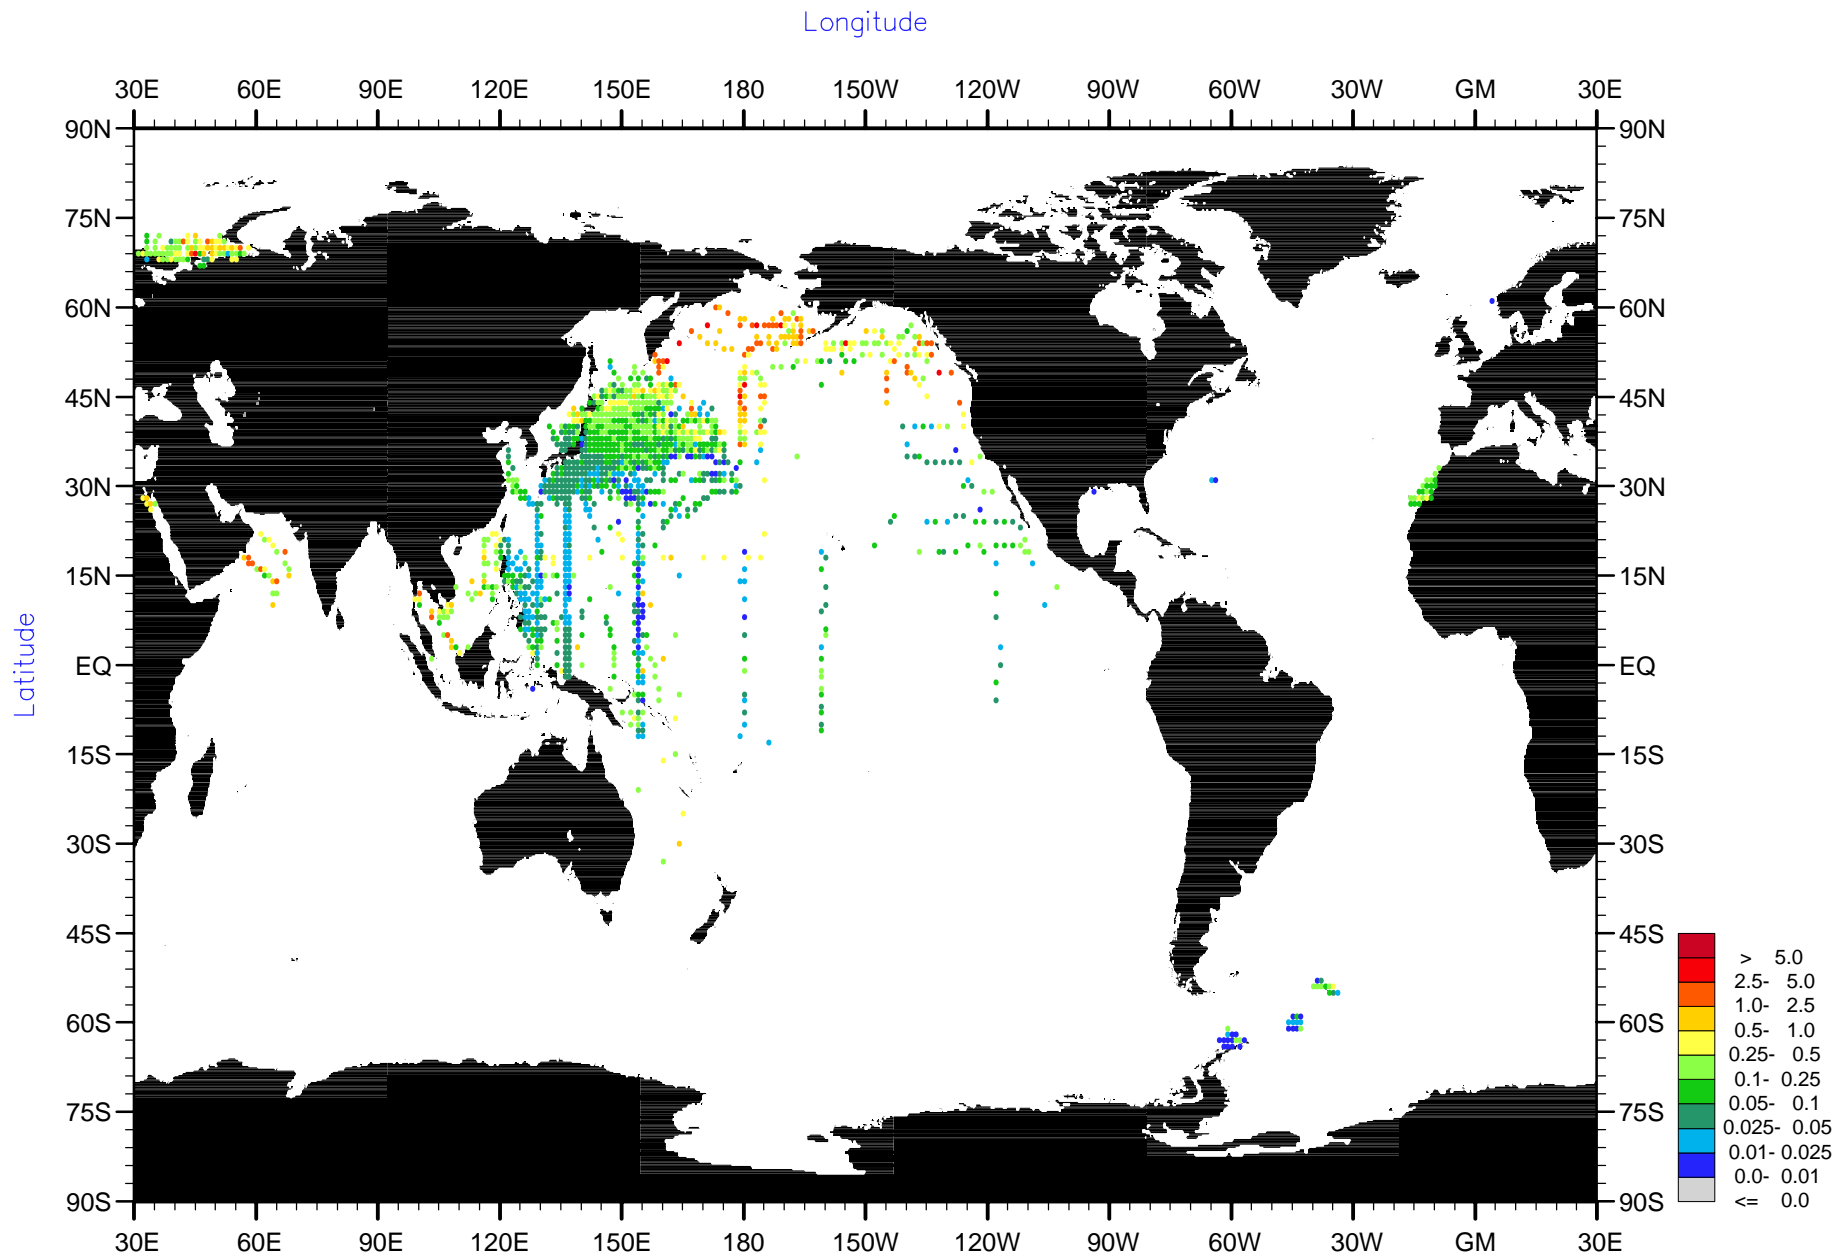 Longitude
30E 60E 90E 120E 150E 180 150W 120W 90W 60W 30W GM 30E
90N 90N
75N 75N
60N 60N
45N 45N
30N 30N
15N 15N
Latitude
EQ EQ
15S 15S
30S 30S
45S 45S
60S 60S
75S 75S
90S 90S
> 5.0
2.5- 5.0
1.0- 2.5
0.5- 1.0
0.25- 0.5
0.1- 0.25
0.05- 0.1
0.025- 0.05
0.01- 0.025
0.0- 0.01
<= 0.0
30E 60E 90E 120E 150E 180 150W 120W 90W 60W 30W GM 30E